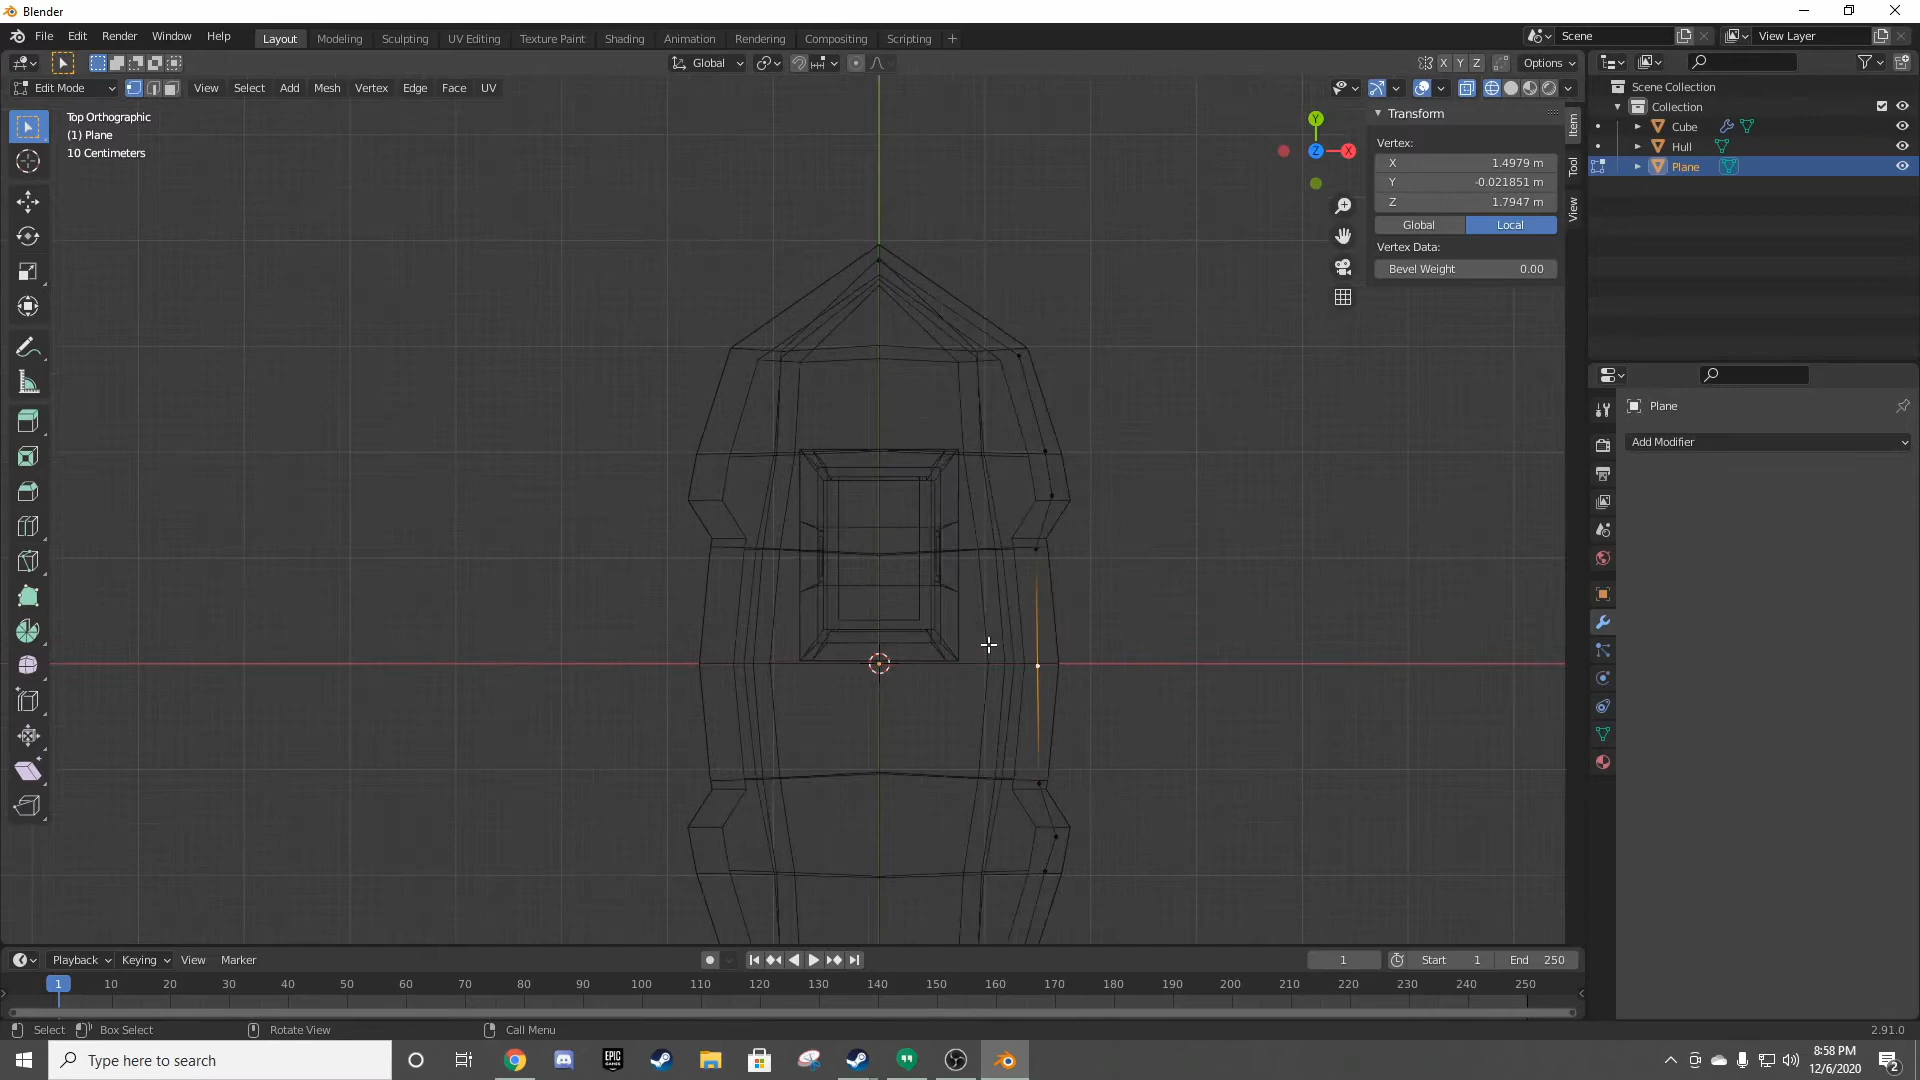 Blender
File Edit Render Window Help
Layout Modeling Sculpting UV Editing Texture Paint Shading Animation Rendering Compositing Scripting
Scene
View Layer
Global
X Y Z
Options
Edit Mode
View Select Add Mesh Vertex Edge Face UV
Top Orthographic
(1) Plane
10 Centimeters
Y
Z
X
Transform
Vertex:
X 1.4979 m
Y -0.021851 m
Z 1.7947 m
Global Local
Vertex Data:
Bevel Weight 0.00
Item
Tool
View
Scene Collection
Collection
Cube
Hull
Plane
Plane
Add Modifier
Playback Keying View Marker
1
Start 1
End 250
1 10 20 30 40 50 60 70 80 90 100 110 120 130 140 150 160 170 180 190 200 210 220 230 240 250
Select
Box Select
Rotate View
Call Menu
2.91.0
Type here to search
EPIC GAMES
8:58 PM
12/6/2020
2